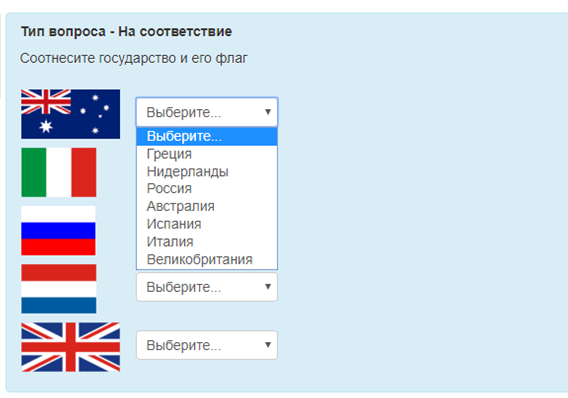 Тип вопроса - На соответствие
Соотнесите государство и его флаг
Выберите...
Выберите...
Греция
Нидерланды
Россия
Австралия
Испания
Италия
Великобритания
Выберите...
Выберите...